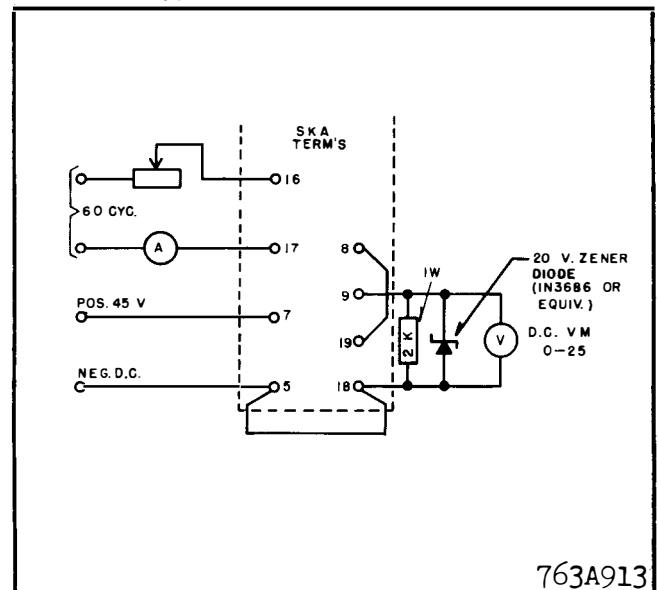 SKA
TERM'S
16
60 CYC.
A
17
8
20 V. ZENER
DIODE
(IN3686 OR
EQUIV.)
1W
9
POS. 45 V
7
2 K
V
D.C. VM
0-25
19
NEG. D.C.
5
18
763A913